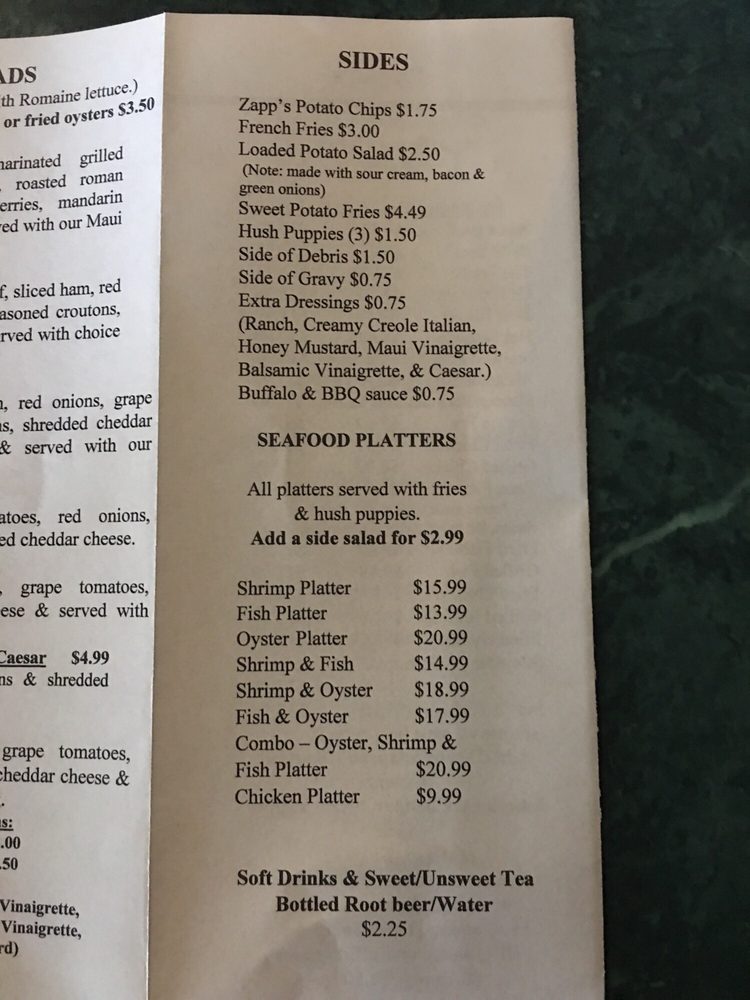 ADS
th Romaine lettuce.)
or fried oysters $3.50
marinated grilled
, roasted roman
erries, mandarin
ved with our Maui
f, sliced ham, red
asoned croutons,
rved with choice
, red onions, grape
ns, shredded cheddar
& served with our
atoes, red onions,
ed cheddar cheese.
, grape tomatoes,
eese & served with
Caesar $4.99
ns & shredded
grape tomatoes,
cheddar cheese &
.
s:
.00
.50
Vinaigrette,
Vinaigrette,
rd)
SIDES
Zapp's Potato Chips $1.75
French Fries $3.00
Loaded Potato Salad $2.50
(Note: made with sour cream, bacon &
green onions)
Sweet Potato Fries $4.49
Hush Puppies (3) $1.50
Side of Debris $1.50
Side of Gravy $0.75
Extra Dressings $0.75
(Ranch, Creamy Creole Italian,
Honey Mustard, Maui Vinaigrette,
Balsamic Vinaigrette, & Caesar.)
Buffalo & BBQ sauce $0.75
SEAFOOD PLATTERS
All platters served with fries
& hush puppies.
Add a side salad for $2.99
Shrimp Platter $15.99
Fish Platter $13.99
Oyster Platter $20.99
Shrimp & Fish $14.99
Shrimp & Oyster $18.99
Fish & Oyster $17.99
Combo – Oyster, Shrimp &
Fish Platter $20.99
Chicken Platter $9.99
Soft Drinks & Sweet/Unsweet Tea
Bottled Root beer/Water
$2.25